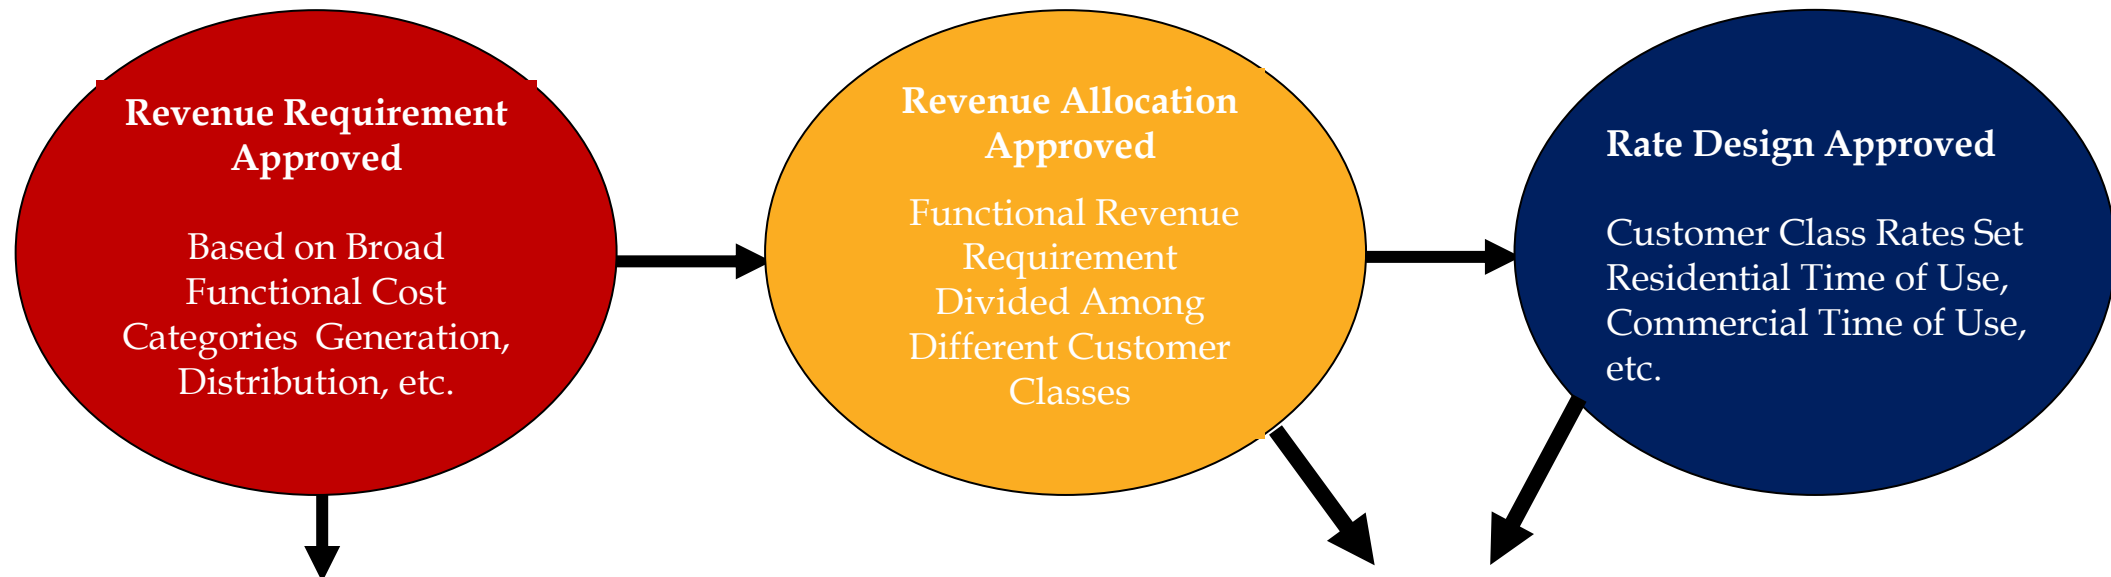 Revenue Requirement
Approved
Based on Broad
Functional Cost
Categories  Generation,
Distribution, etc.
Revenue Allocation
Approved
Functional Revenue
Requirement
Divided Among
Different Customer
Classes
Rate Design Approved
Customer Class Rates Set
Residential Time of Use,
Commercial Time of Use,
etc.